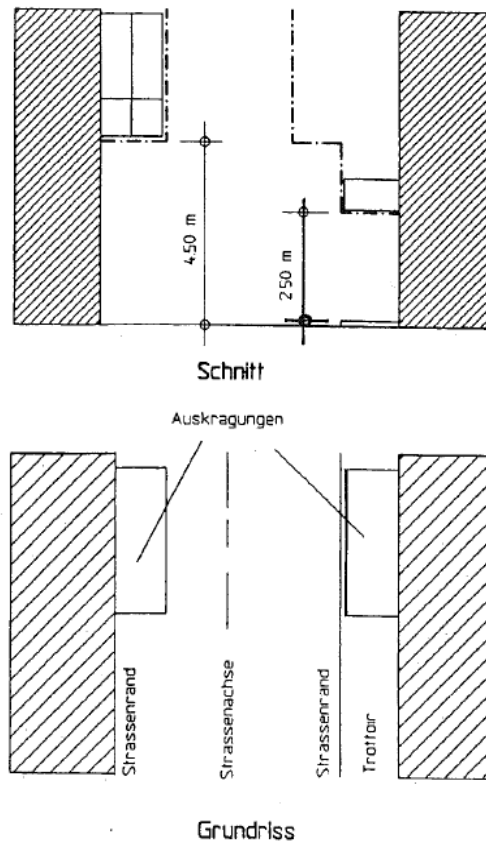 4.50 m
2.50 m
Schnitt
Auskragungen
Strassenrand
Strassenachse
Strassenrand
Trottoir
Grundriss